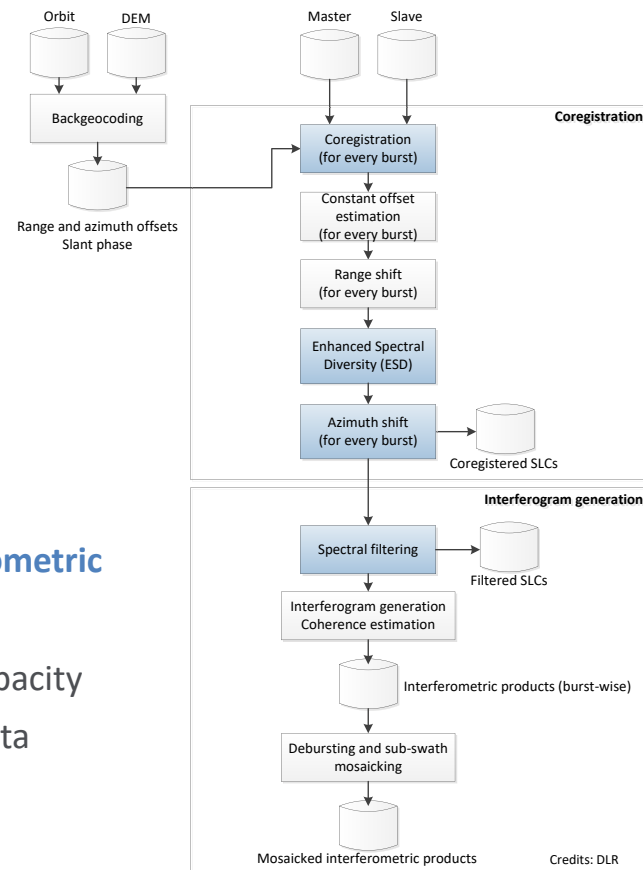 Orbit
DEM
Master
Slave
Backgeocoding
Range and azimuth offsets
Slant phase
Coregistration
Coregistration
(for every burst)
Constant offset
estimation
(for every burst)
Range shift
(for every burst)
Enhanced Spectral
Diversity (ESD)
Azimuth shift
(for every burst)
Coregistered SLCs
Interferogram generation
Spectral filtering
Filtered SLCs
Interferogram generation
Coherence estimation
Interferometric products (burst-wise)
Debursting and sub-swath
mosaicking
Mosaicked interferometric products
Credits: DLR